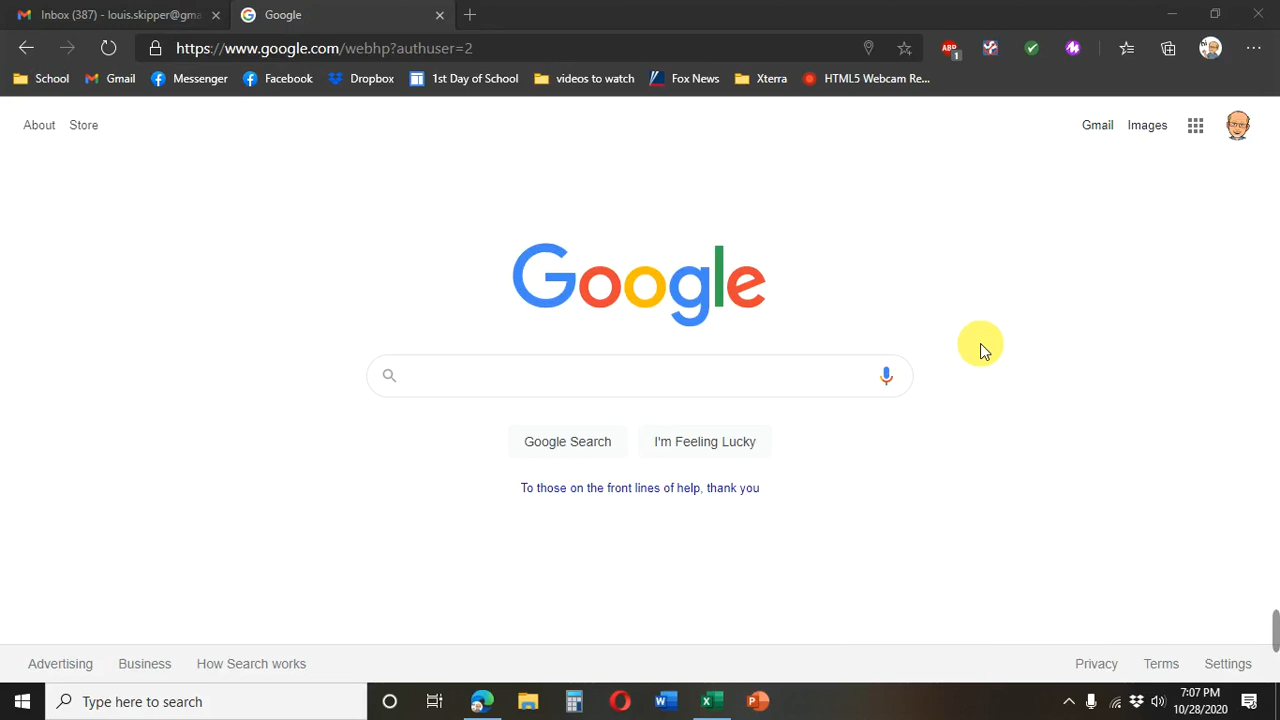 Inbox (387) - louis.skipper@gma
Google
https://www.google.com/webhp?authuser=2
ABP
1
School
Gmail
Messenger
Facebook
Dropbox
1st Day of School
videos to watch
Fox News
Xterra
HTML5 Webcam Re...
About
Store
Gmail
Images
Google
Google Search
I'm Feeling Lucky
To those on the front lines of help, thank you
Advertising
Business
How Search works
Privacy
Terms
Settings
Type here to search
7:07 PM
10/28/2020